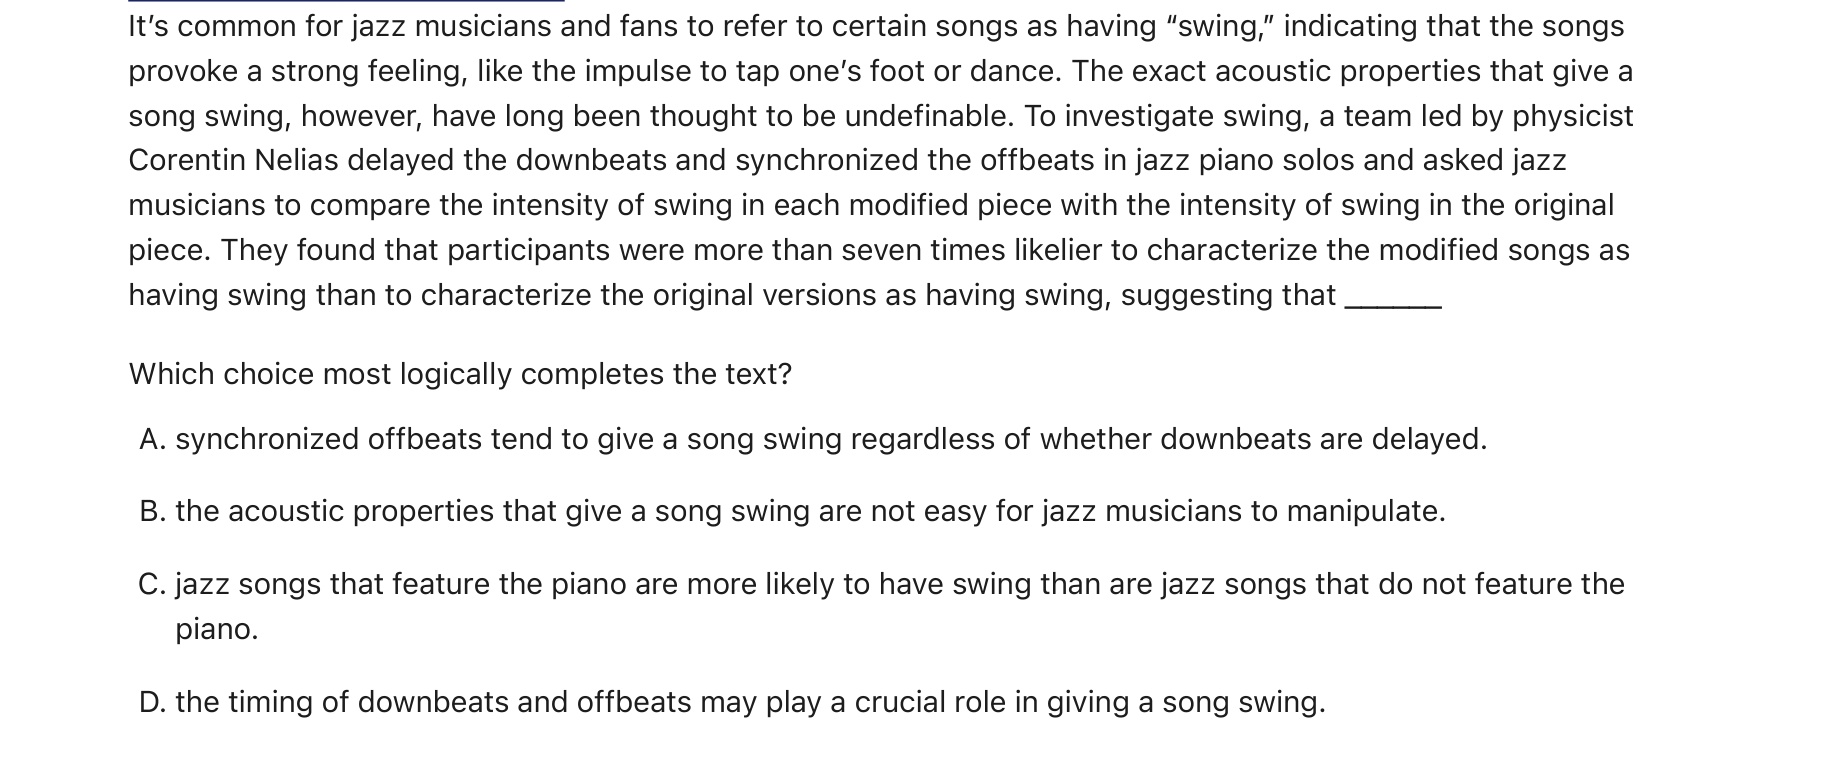 It’s common for jazz musicians and fans to refer to certain songs as having “swing,” indicating that the songs
provoke a strong feeling, like the impulse to tap one’s foot or dance. The exact acoustic properties that give a
song swing, however, have long been thought to be undefinable. To investigate swing, a team led by physicist
Corentin Nelias delayed the downbeats and synchronized the offbeats in jazz piano solos and asked jazz
musicians to compare the intensity of swing in each modified piece with the intensity of swing in the original
piece. They found that participants were more than seven times likelier to characterize the modified songs as
having swing than to characterize the original versions as having swing, suggesting that ______
Which choice most logically completes the text?
A. synchronized offbeats tend to give a song swing regardless of whether downbeats are delayed.
B. the acoustic properties that give a song swing are not easy for jazz musicians to manipulate.
C. jazz songs that feature the piano are more likely to have swing than are jazz songs that do not feature the
piano.
D. the timing of downbeats and offbeats may play a crucial role in giving a song swing.